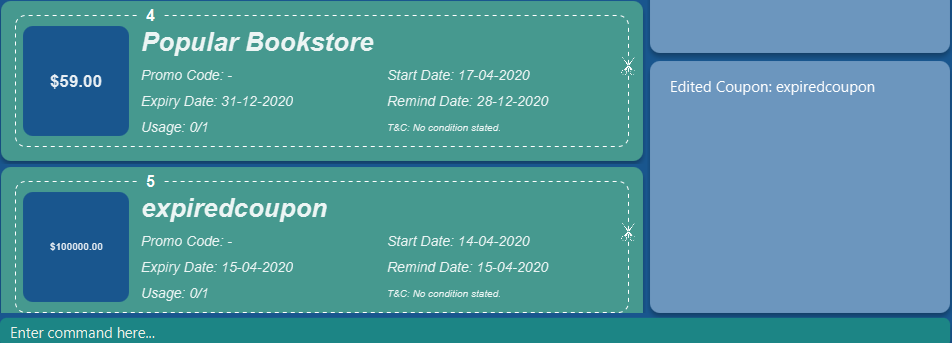 4
Popular Bookstore
$59.00
Promo Code: - Start Date: 17-04-2020
Expiry Date: 31-12-2020 Remind Date: 28-12-2020
Usage: 0/1 T&C: No condition stated.
5
expiredcoupon
$100000.00
Promo Code: - Start Date: 14-04-2020
Expiry Date: 15-04-2020 Remind Date: 15-04-2020
Usage: 0/1 T&C: No condition stated.
Edited Coupon: expiredcoupon
Enter command here...